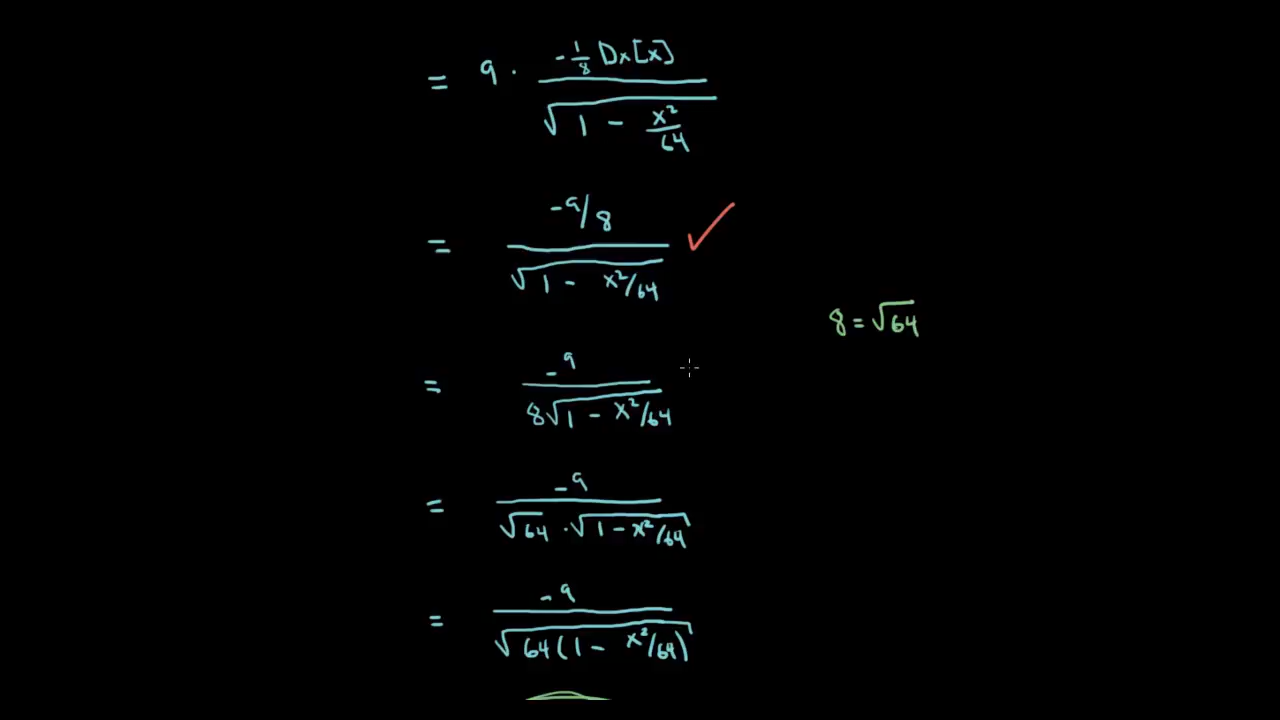 = 9 · (-1/8 Dx[x]) / √(1 - x²/64)
= (-9/8) / √(1 - x²/64) ✓
8 = √64
= -9 / 8√(1 - x²/64)
= -9 / √64 · √(1 - x²/64)
= -9 / √(64(1 - x²/64))